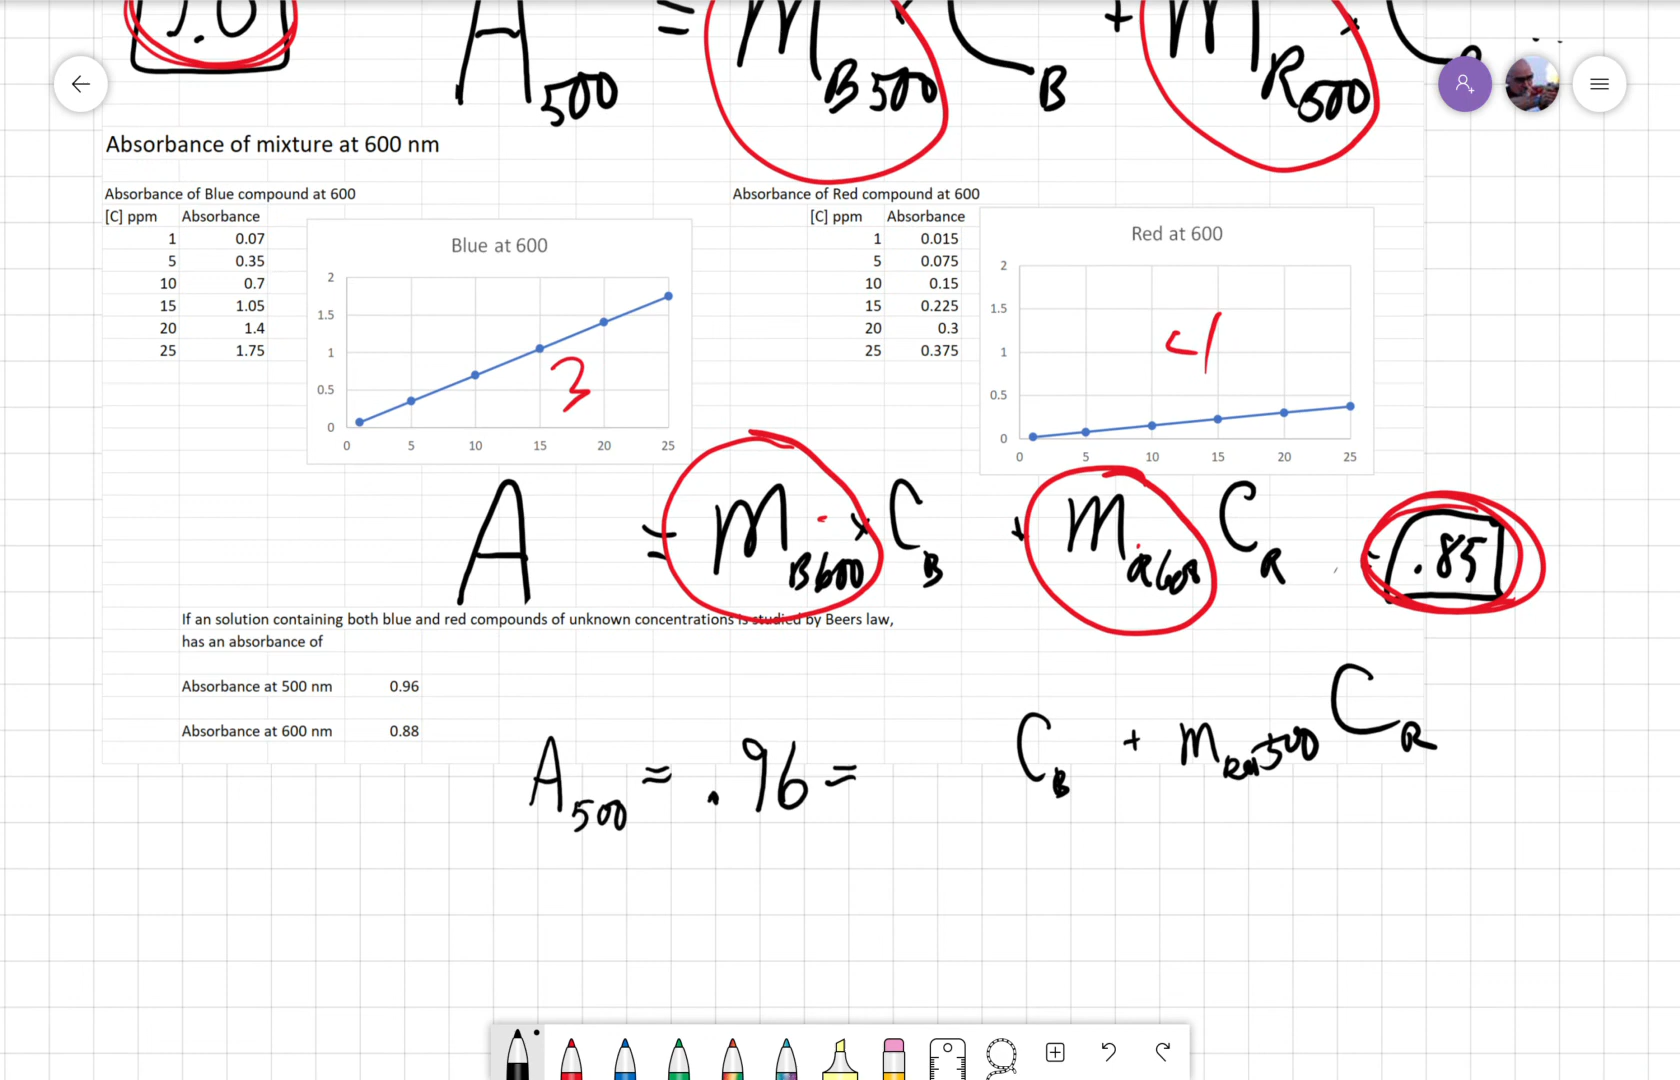 1.0
A500 = mB500 CB + mR500 C
Absorbance of mixture at 600 nm
Absorbance of Blue compound at 600
[C] ppm Absorbance
1 0.07
5 0.35
10 0.7
15 1.05
20 1.4
25 1.75
Blue at 600
2
1.5
1
0.5
0
0 5 10 15 20 25
3
Absorbance of Red compound at 600
[C] ppm Absorbance
1 0.015
5 0.075
10 0.15
15 0.225
20 0.3
25 0.375
Red at 600
2
1.5
1
0.5
0
0 5 10 15 20 25
4
A = mB600 x CB + mR600 CR = .85
If an solution containing both blue and red compounds of unknown concentrations is studied by Beers law,
has an absorbance of
Absorbance at 500 nm 0.96
Absorbance at 600 nm 0.88
A500 = .96 = CB + mRed500 CR